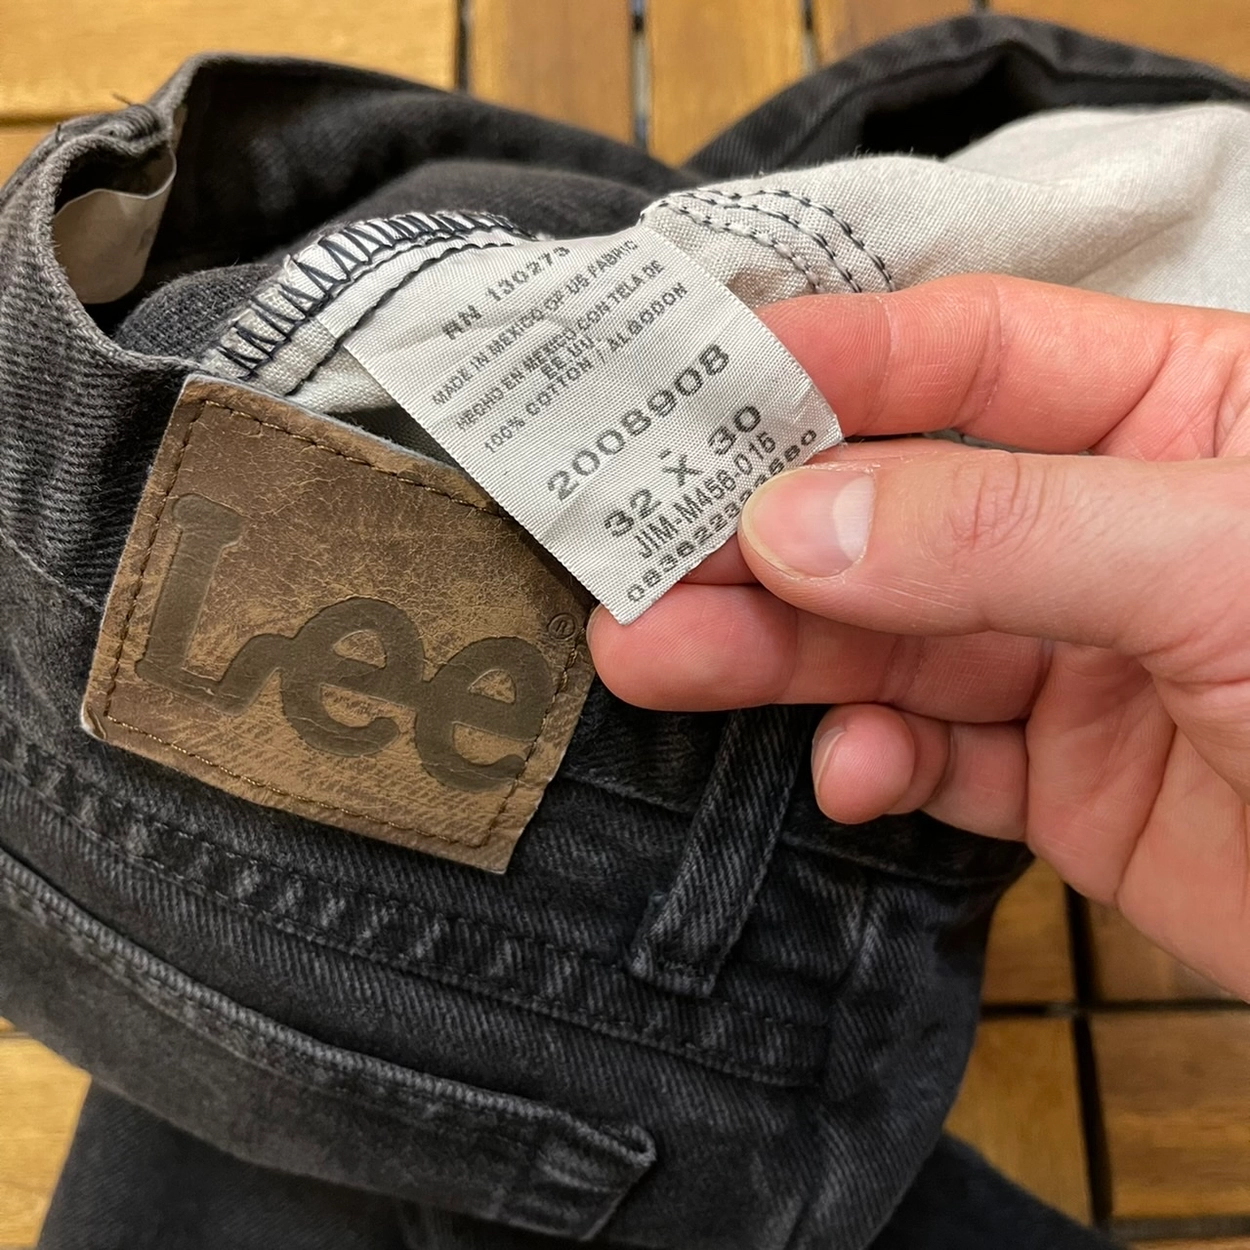 RN 130273
MADE IN MEXICO OF US FABRIC
HECHO EN MEXICO CON TELA DE
EE.UU.
100% COTTON / ALGODON
2008908
32 X 30
JIM-M456-015
Lee
®